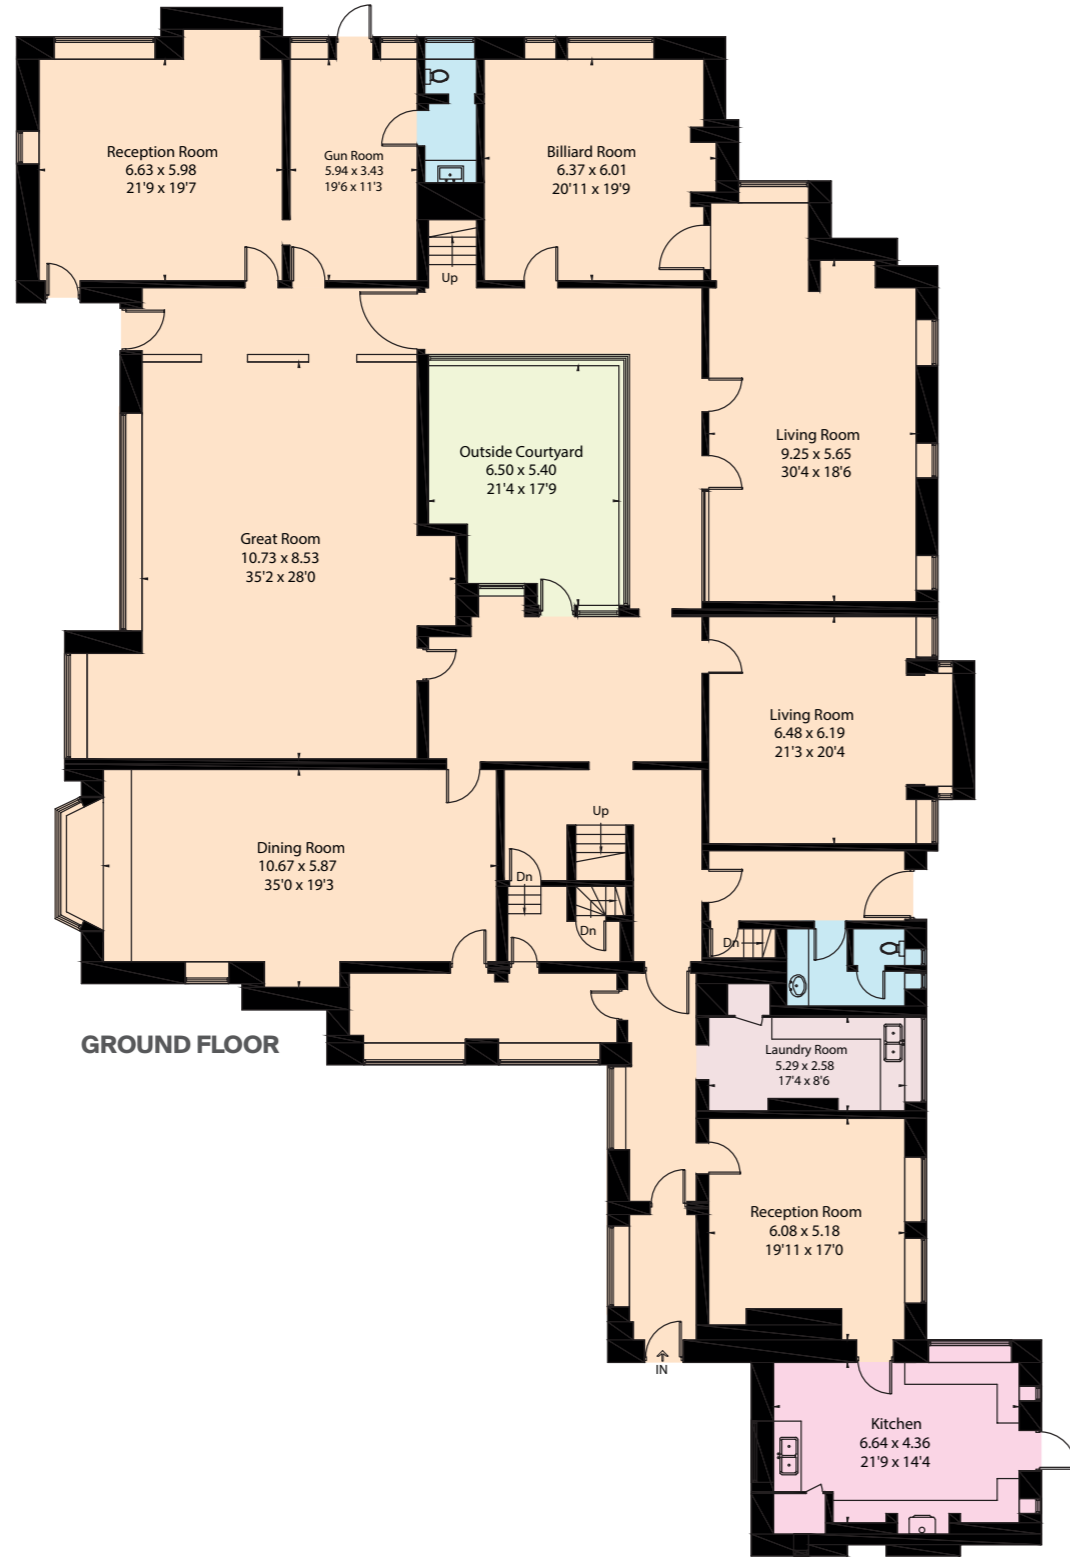 Reception Room
6.63 x 5.98
21'9 x 19'7
Gun Room
5.94 x 3.43
19'6 x 11'3
Billiard Room
6.37 x 6.01
20'11 x 19'9
Up
Living Room
9.25 x 5.65
30'4 x 18'6
Outside Courtyard
6.50 x 5.40
21'4 x 17'9
Great Room
10.73 x 8.53
35'2 x 28'0
Living Room
6.48 x 6.19
21'3 x 20'4
Up
Dining Room
10.67 x 5.87
35'0 x 19'3
Dn
Dn
Dn
GROUND FLOOR
Laundry Room
5.29 x 2.58
17'4 x 8'6
Reception Room
6.08 x 5.18
19'11 x 17'0
IN
Kitchen
6.64 x 4.36
21'9 x 14'4